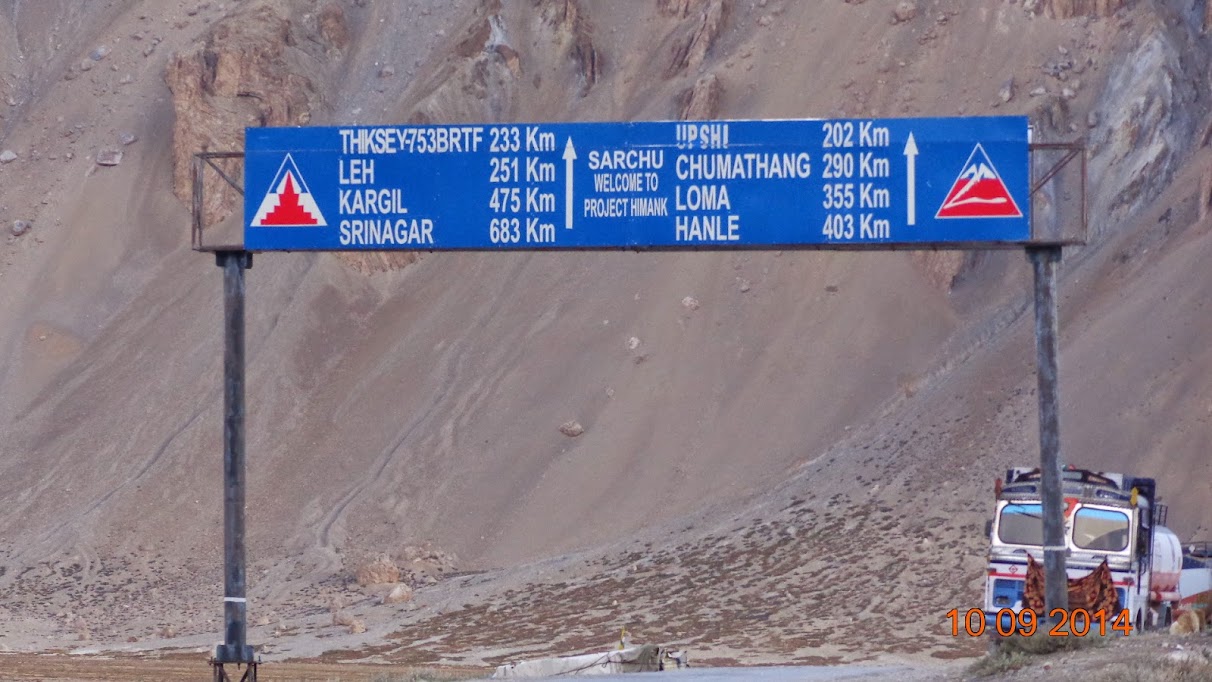 THIKSEY-753BRTF 233 Km
LEH 251 Km
KARGIL 475 Km
SRINAGAR 683 Km
SARCHU
WELCOME TO
PROJECT HIMANK
UPSHI 202 Km
CHUMATHANG 290 Km
LOMA 355 Km
HANLE 403 Km
10 09 2014